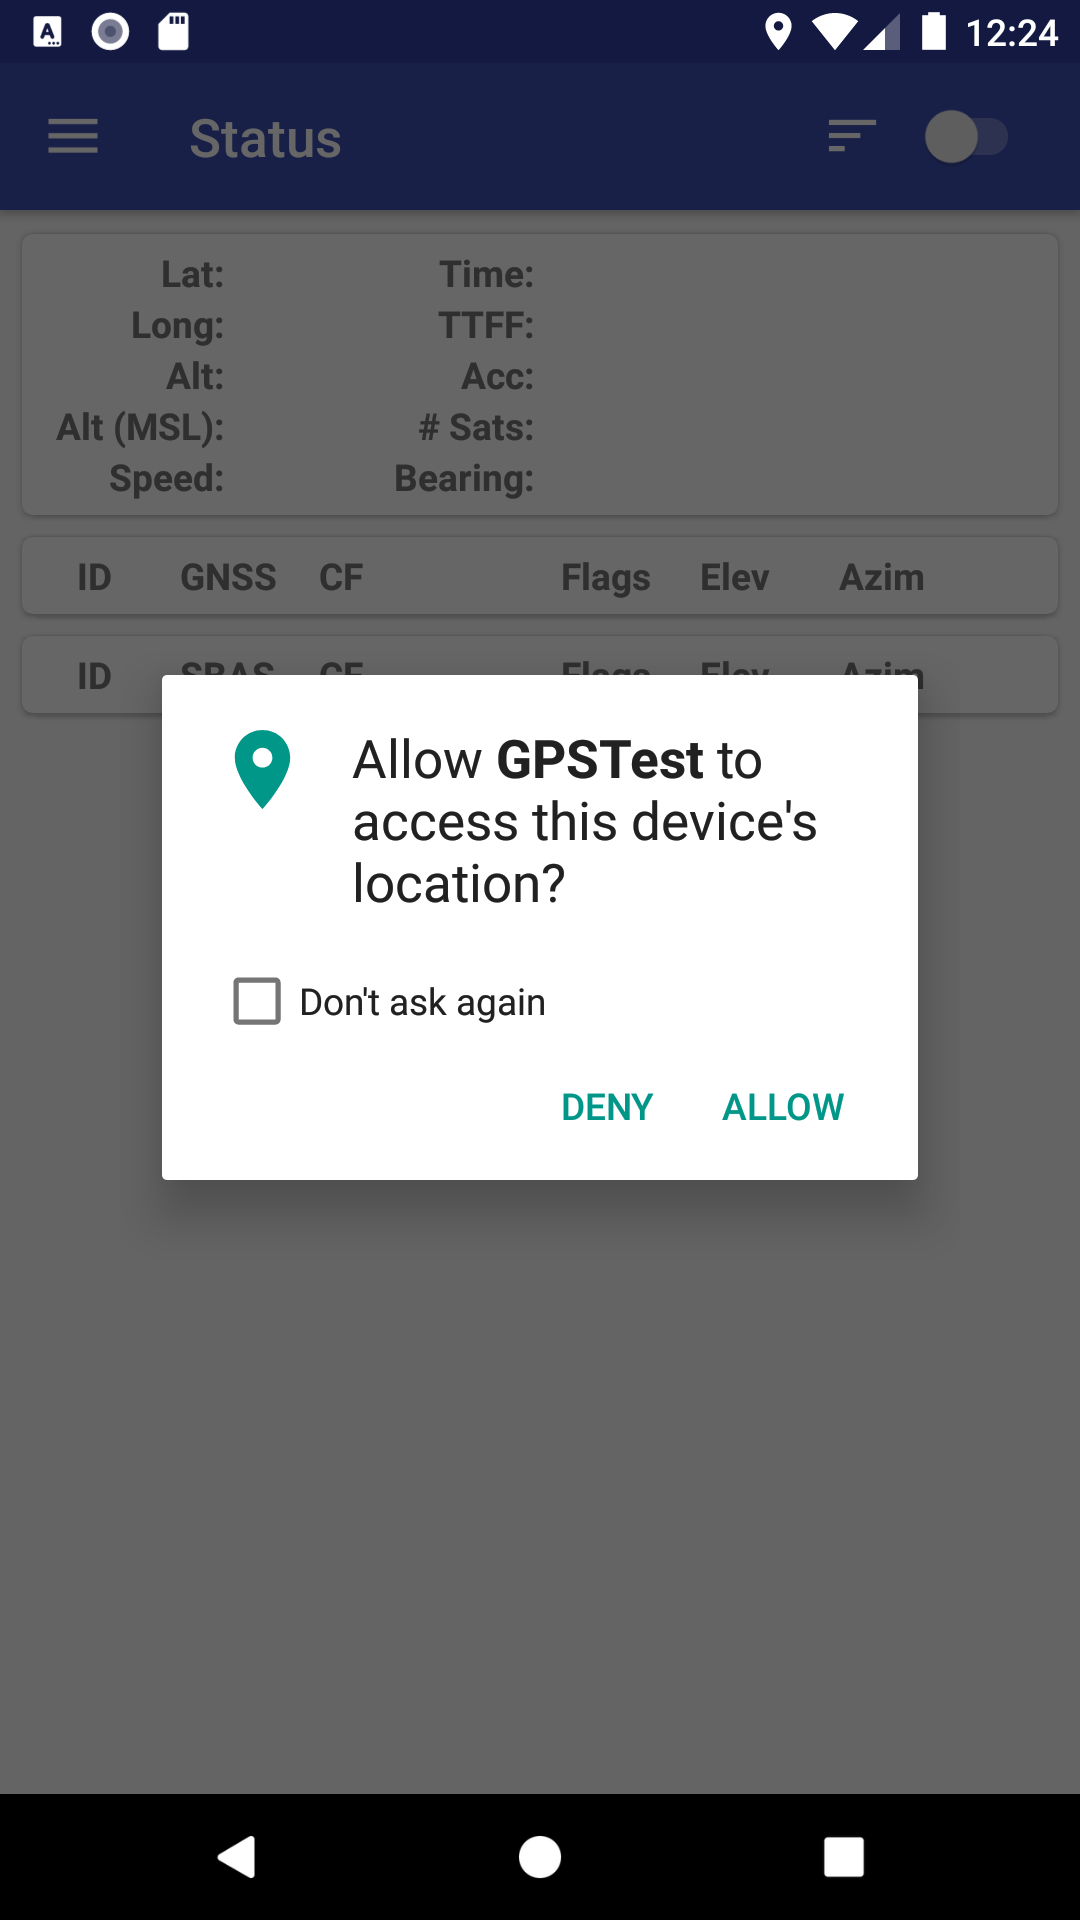 12:24
Status
Lat: Time:
Long: TTFF:
Alt: Acc:
Alt (MSL): # Sats:
Speed: Bearing:
ID GNSS CF Flags Elev Azim
ID SBAS CF Flags Elev Azim
Allow GPSTest to
access this device's
location?
Don't ask again
DENY ALLOW